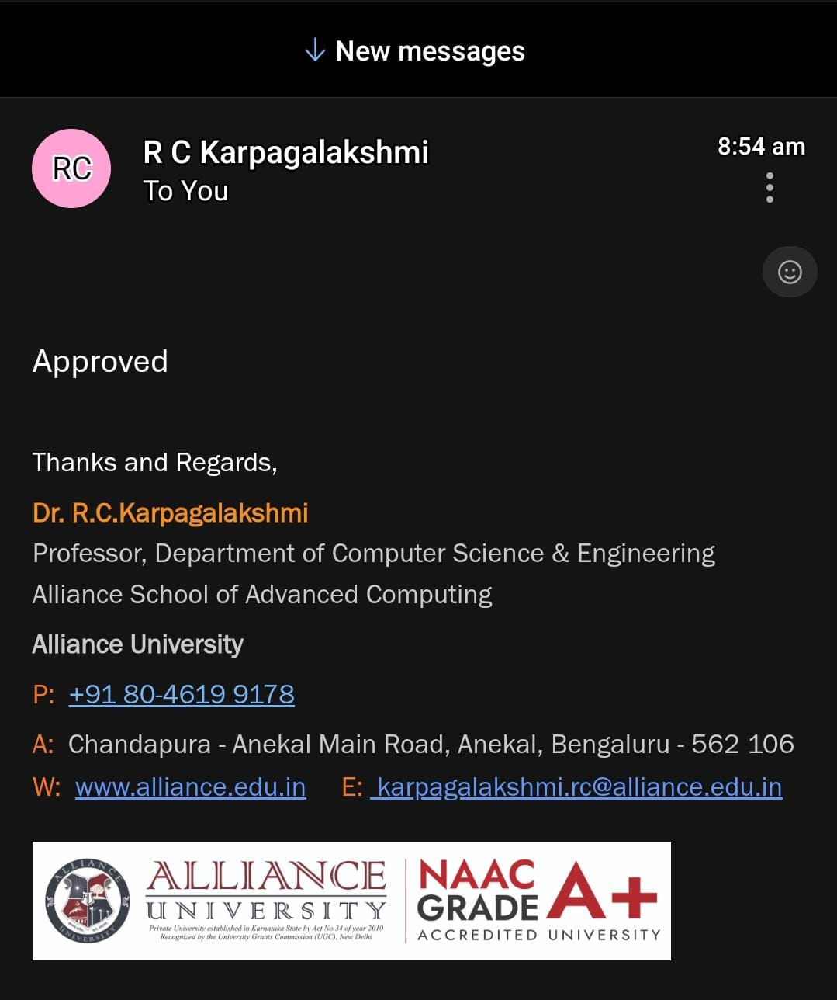 New messages
RC
R C Karpagalakshmi
8:54 am
To You
Approved
Thanks and Regards,
Dr. R.C.Karpagalakshmi
Professor, Department of Computer Science & Engineering
Alliance School of Advanced Computing
Alliance University
P: +91 80-4619 9178
A: Chandapura - Anekal Main Road, Anekal, Bengaluru - 562 106
W: www.alliance.edu.in E: karpagalakshmi.rc@alliance.edu.in
ALLIANCE
UNIVERSITY
ALLIANCE
UNIVERSITY
Private University established in Karnataka State by Act No.34 of year 2010
Recognized by the University Grants Commission (UGC), New Delhi
NAAC
GRADE
A+
ACCREDITED UNIVERSITY